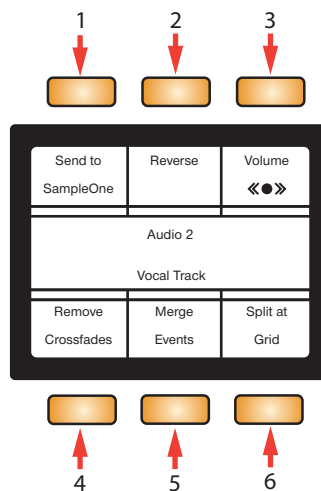 1 2 3
Send to Reverse Volume
SampleOne «●»
Audio 2
Vocal Track
Remove Merge Split at
Crossfades Events Grid
4 5 6